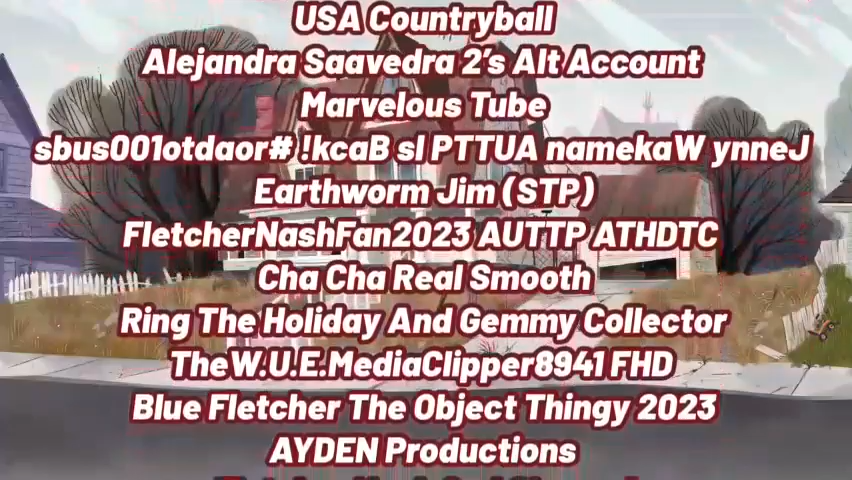 USA Countryball
Alejandra Saavedra 2's Alt Account
Marvelous Tube
sbus001otdaor# !kcaB sI PTTUA namekaW ynneJ
Earthworm Jim (STP)
FletcherNashFan2023 AUTTP ATHDTC
Cha Cha Real Smooth
Ring The Holiday And Gemmy Collector
TheW.U.E.MediaClipper8941 FHD
Blue Fletcher The Object Thingy 2023
AYDEN Productions